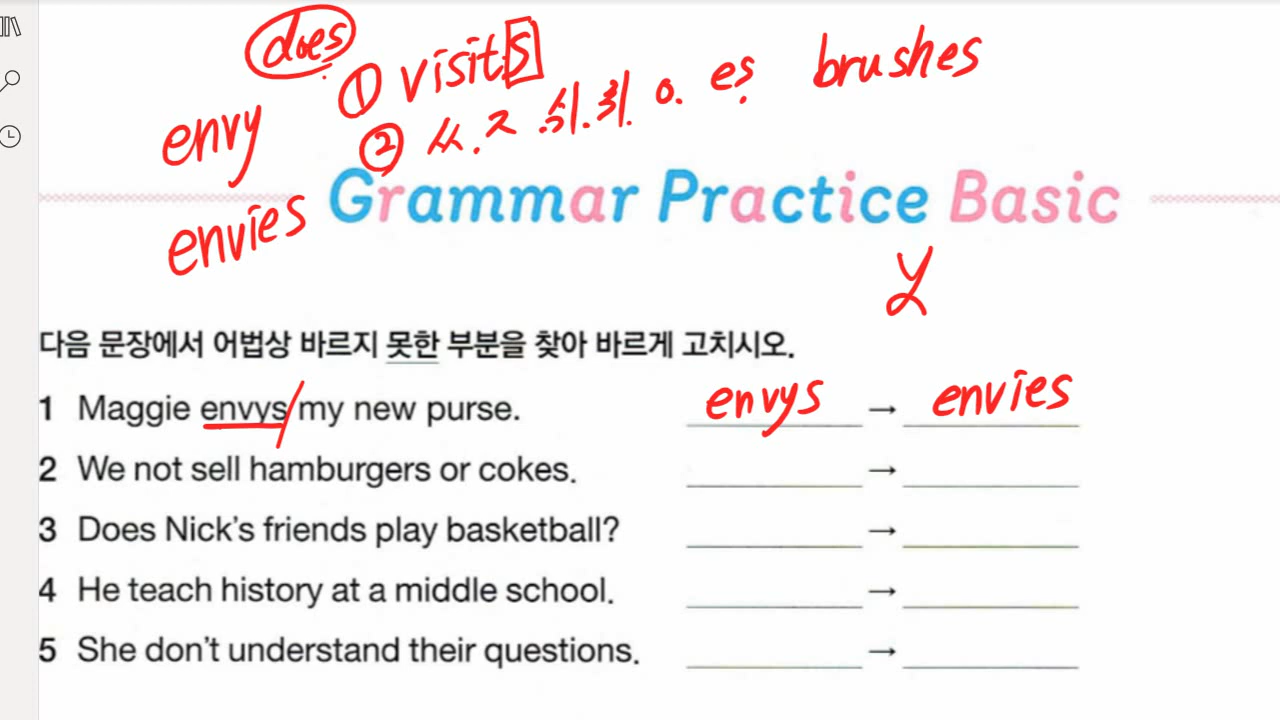 does
① visits
② ㅆ. ㅈ 쉬. 취. o. es brushes
envy
envies
Grammar Practice Basic
y
다음 문장에서 어법상 바르지 못한 부분을 찾아 바르게 고치시오.
1 Maggie envys my new purse. envys → envies
2 We not sell hamburgers or cokes. →
3 Does Nick's friends play basketball? →
4 He teach history at a middle school. →
5 She don't understand their questions. →